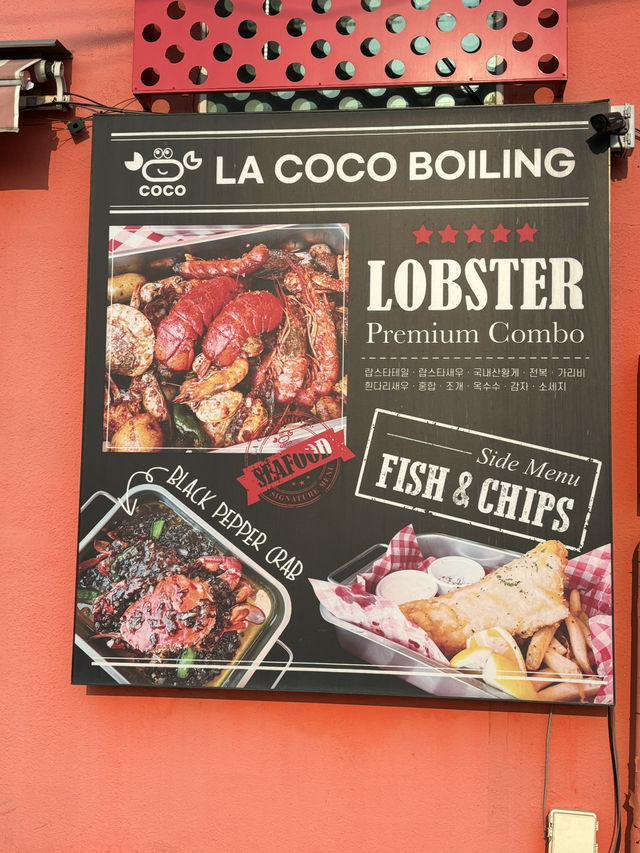 COCO
LA COCO BOILING
LOBSTER
Premium Combo
랍스타테일 · 랍스타새우 · 국내산황게 · 전복 · 가리비
흰다리새우 · 홍합 · 조개 · 옥수수 · 감자 · 소세지
SEAFOOD
SIGNATURE MENU
Side Menu
FISH & CHIPS
BLACK PEPPER CRAB